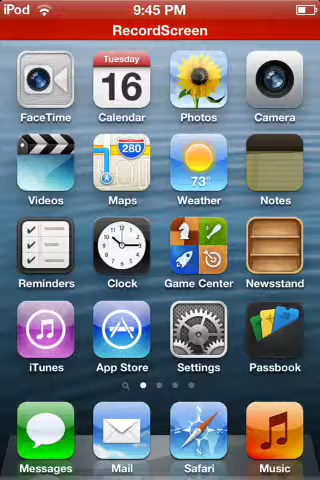 iPod 9:45 PM
RecordScreen
Tuesday
16
FaceTime Calendar Photos Camera
280
73°
Videos Maps Weather Notes
Reminders Clock Game Center Newsstand
iTunes App Store Settings Passbook
Messages Mail Safari Music